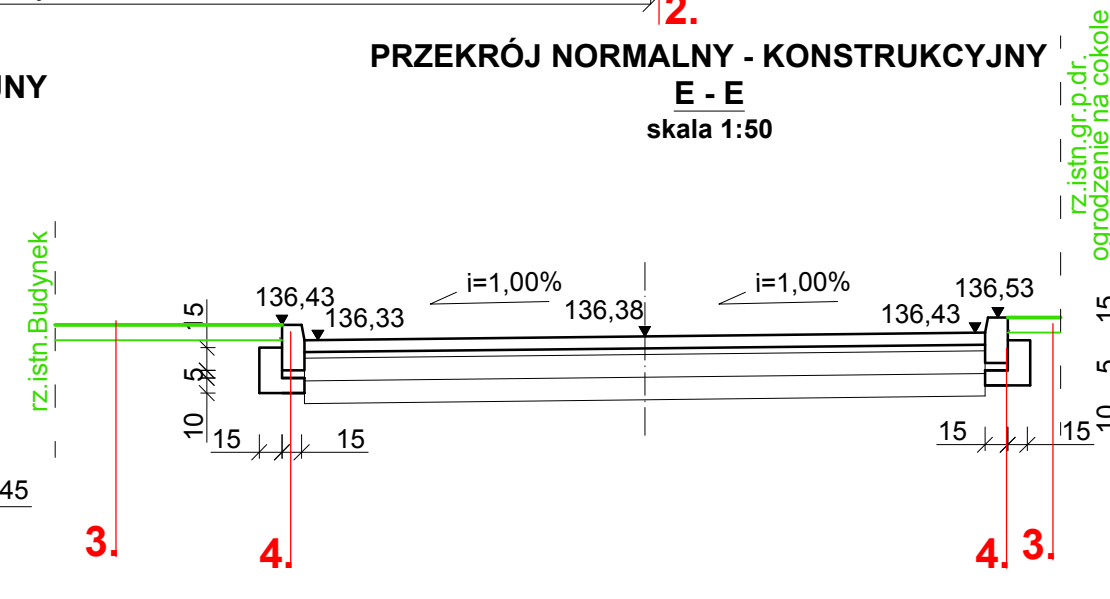 2.
PRZEKRÓJ NORMALNY - KONSTRUKCYJNY
E - E
skala 1:50
JNY
rz.istn.gr.p.dr.
ogrodzenie na cokole
rz.istn.Budynek
136,43
136,33
i=1,00%
136,38
i=1,00%
136,43
136,53
15
5
10
15
15
15
5
10
15
15
45
3.
4.
4.
3.